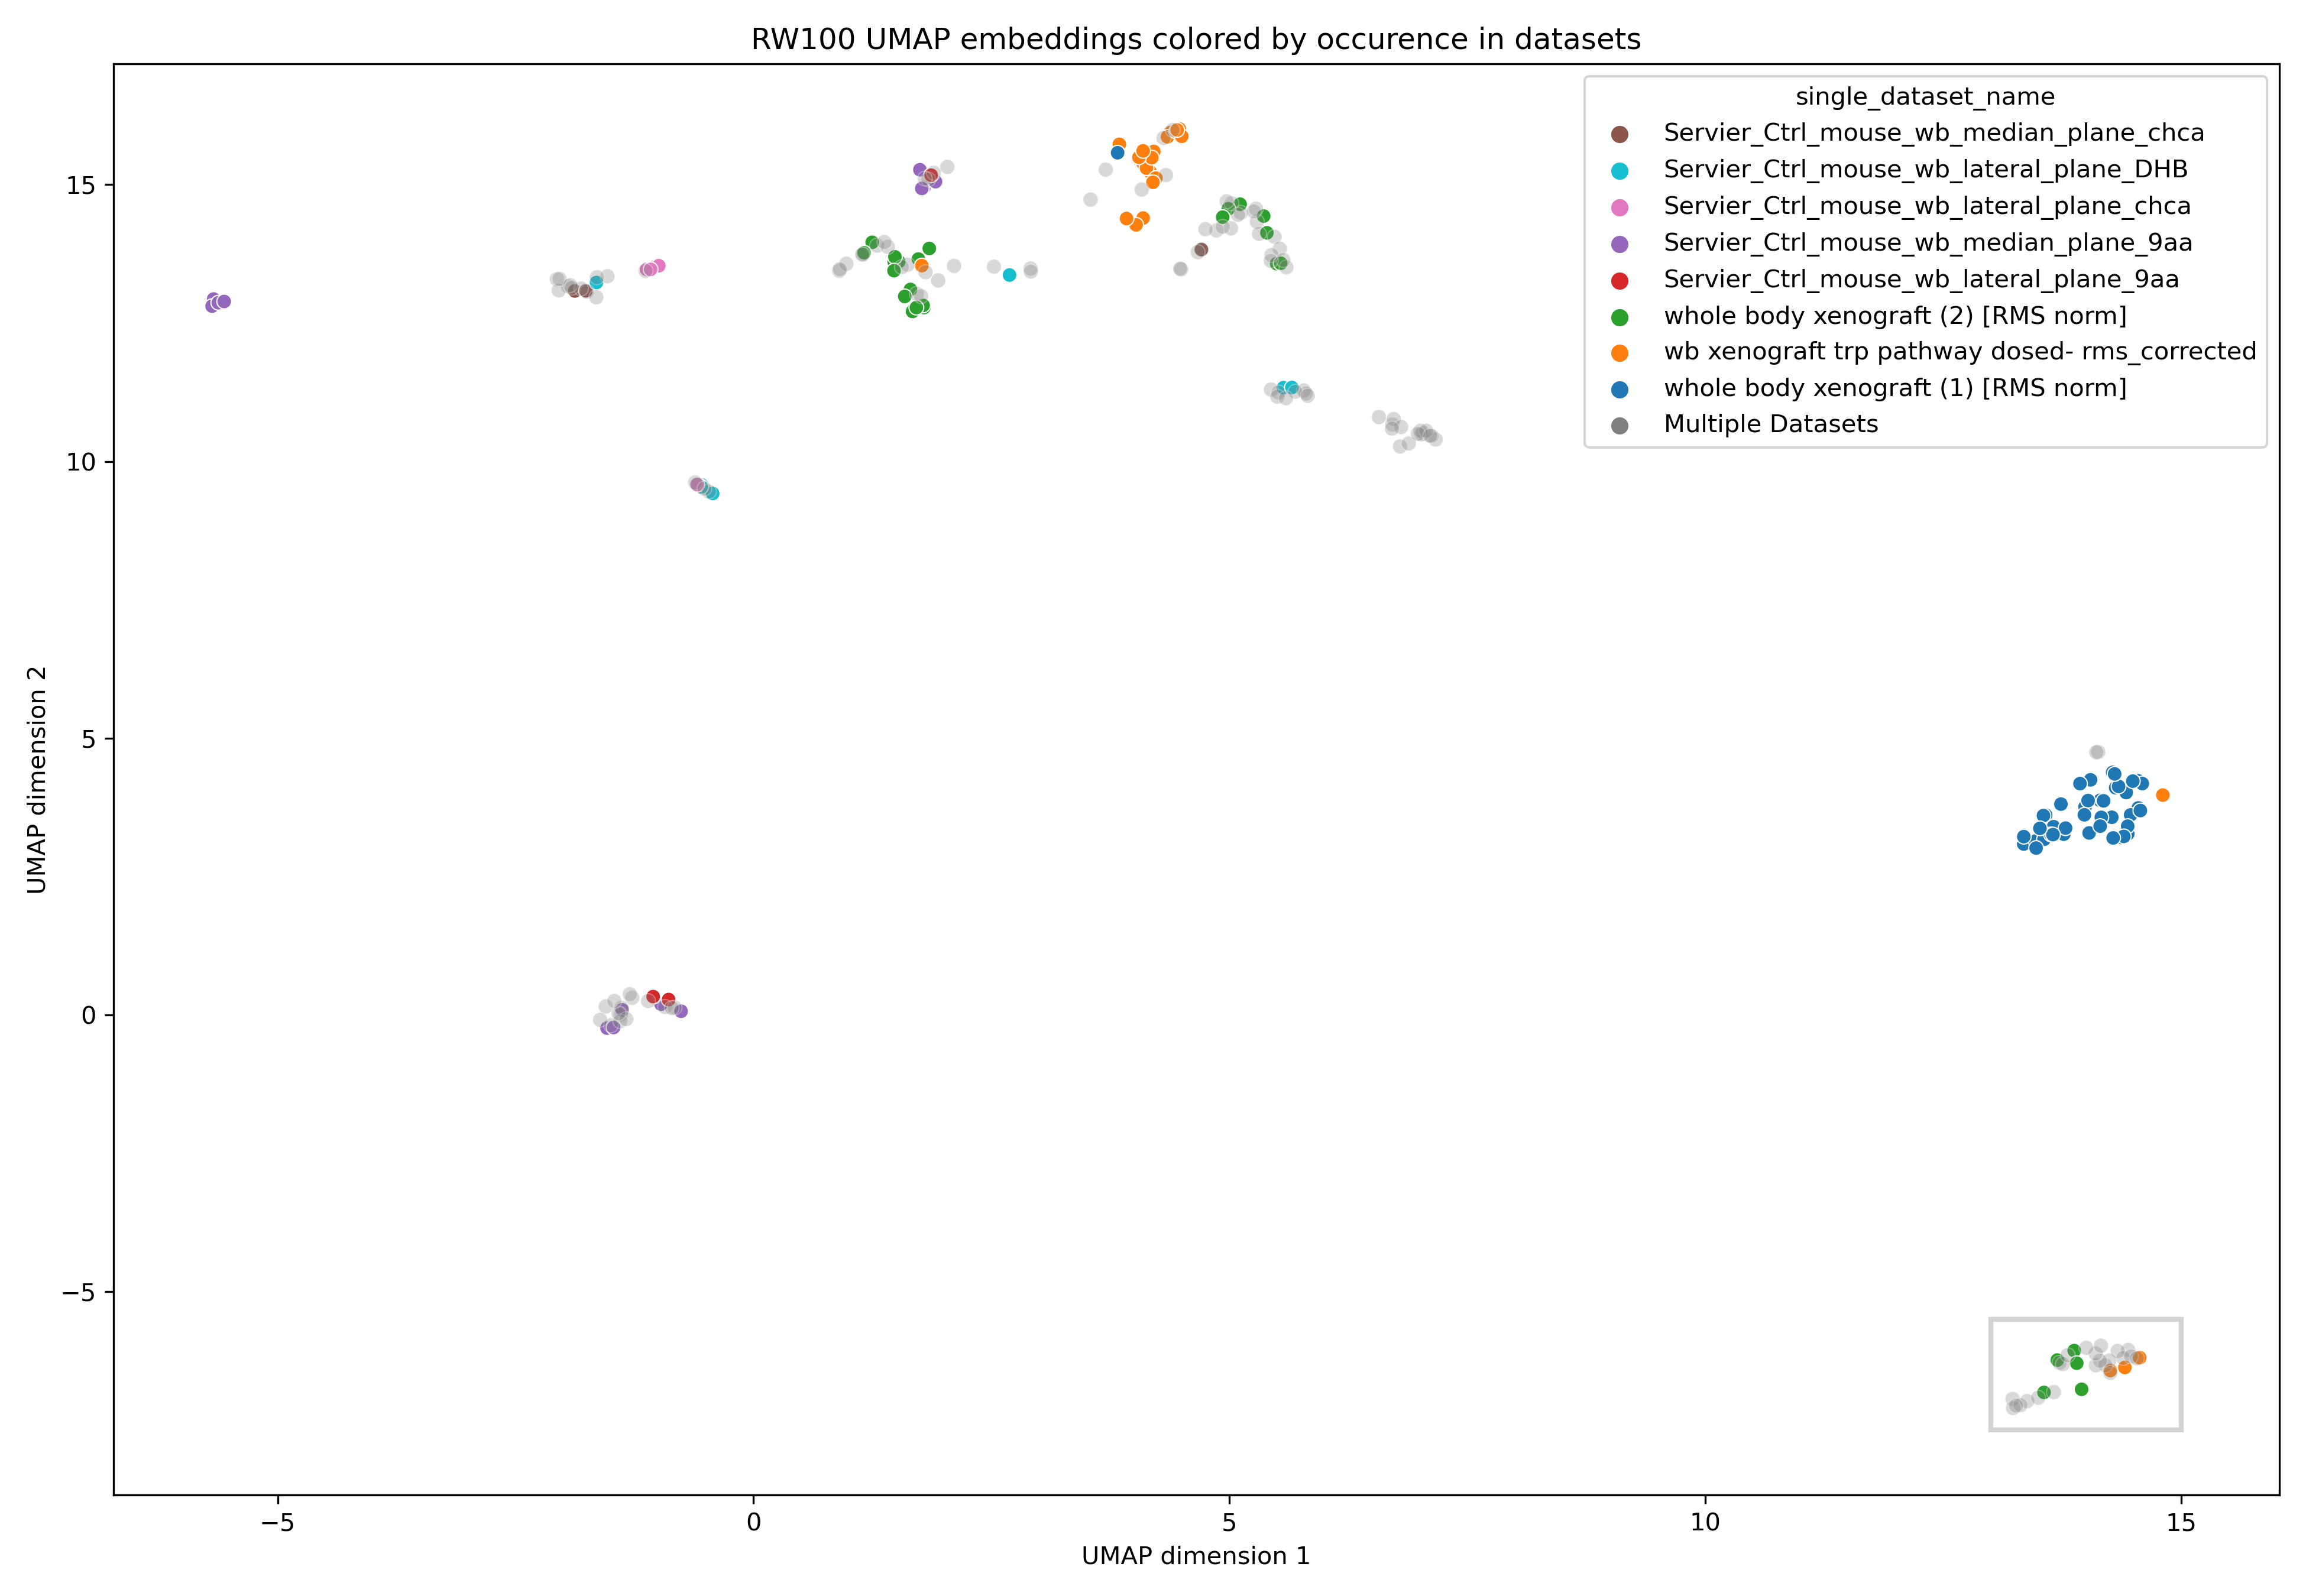 RW100 UMAP embeddings colored by occurence in datasets
single_dataset_name
Servier_Ctrl_mouse_wb_median_plane_chca
Servier_Ctrl_mouse_wb_lateral_plane_DHB
Servier_Ctrl_mouse_wb_lateral_plane_chca
Servier_Ctrl_mouse_wb_median_plane_9aa
Servier_Ctrl_mouse_wb_lateral_plane_9aa
whole body xenograft (2) [RMS norm]
wb xenograft trp pathway dosed- rms_corrected
whole body xenograft (1) [RMS norm]
Multiple Datasets
15
10
5
0
−5
UMAP dimension 2
−5
0
5
10
15
UMAP dimension 1